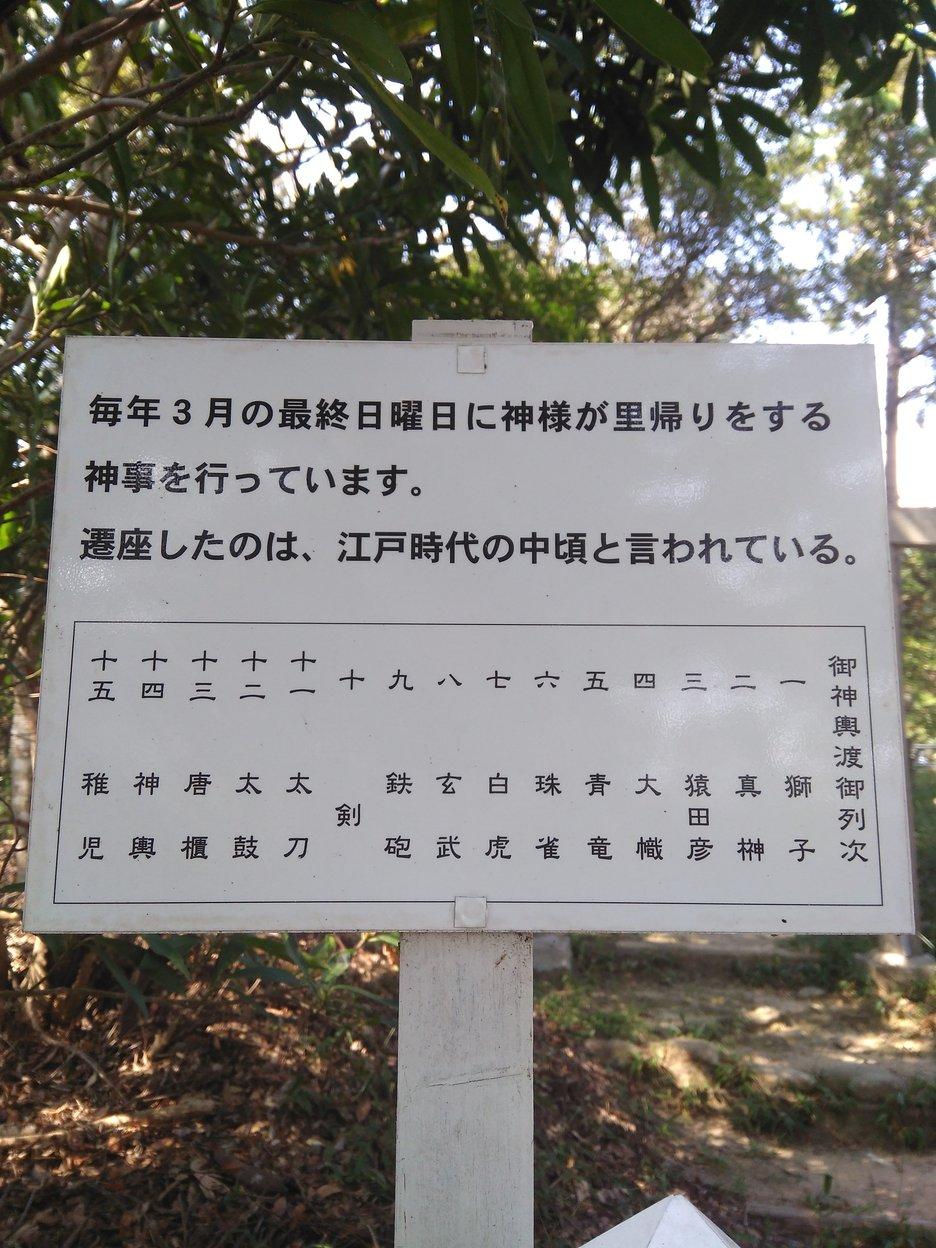 毎年３月の最終日曜日に神様が里帰りをする
神事を行っています。
遷座したのは、江戸時代の中頃と言われている。
御神輿渡御列次
一 獅子
二 真榊
三 猿田彦
四 大幟
五 青竜
六 珠雀
七 白虎
八 玄武
九 鉄砲
十 剣
十一 太刀
十二 太鼓
十三 唐櫃
十四 神輿
十五 稚児